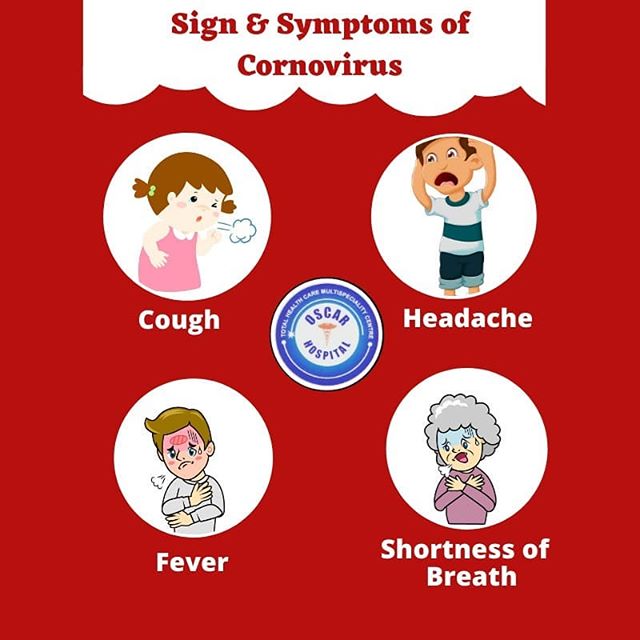 Sign & Symptoms of
Cornovirus
Cough
Headache
TOTAL HEALTH CARE MULTISPECIALITY CENTRE
OSCAR
HOSPITAL
Fever
Shortness of
Breath